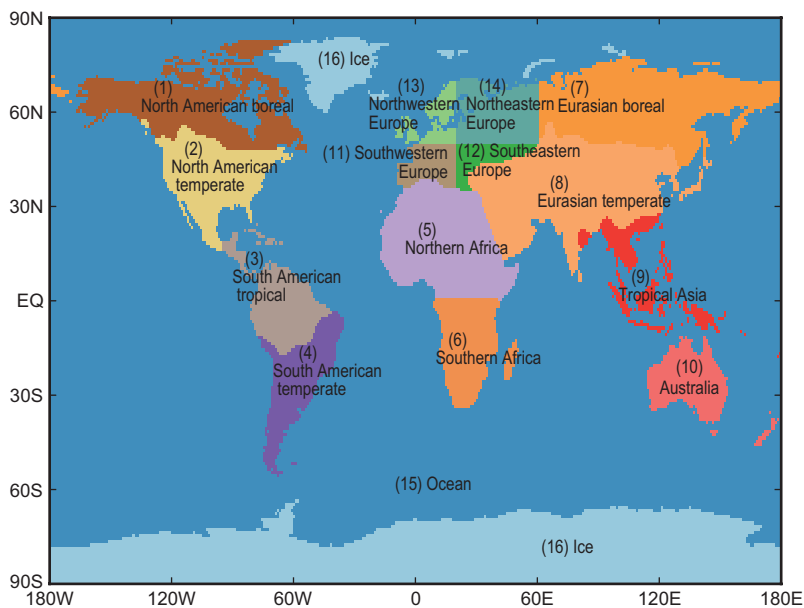 90N
60N
30N
EQ
30S
60S
90S
(16) Ice
(1)
North American boreal
(13)
Northwestern
Europe
(14)
Northeastern
Europe
(7)
Eurasian boreal
(2)
North American
temperate
(11) Southwestern
Europe
(12) Southeastern
Europe
(8)
Eurasian temperate
(5)
Northern Africa
(3)
South American
tropical
(9)
Tropical Asia
(6)
Southern Africa
(4)
South American
temperate
(10)
Australia
(15) Ocean
(16) Ice
180W
120W
60W
0
60E
120E
180E